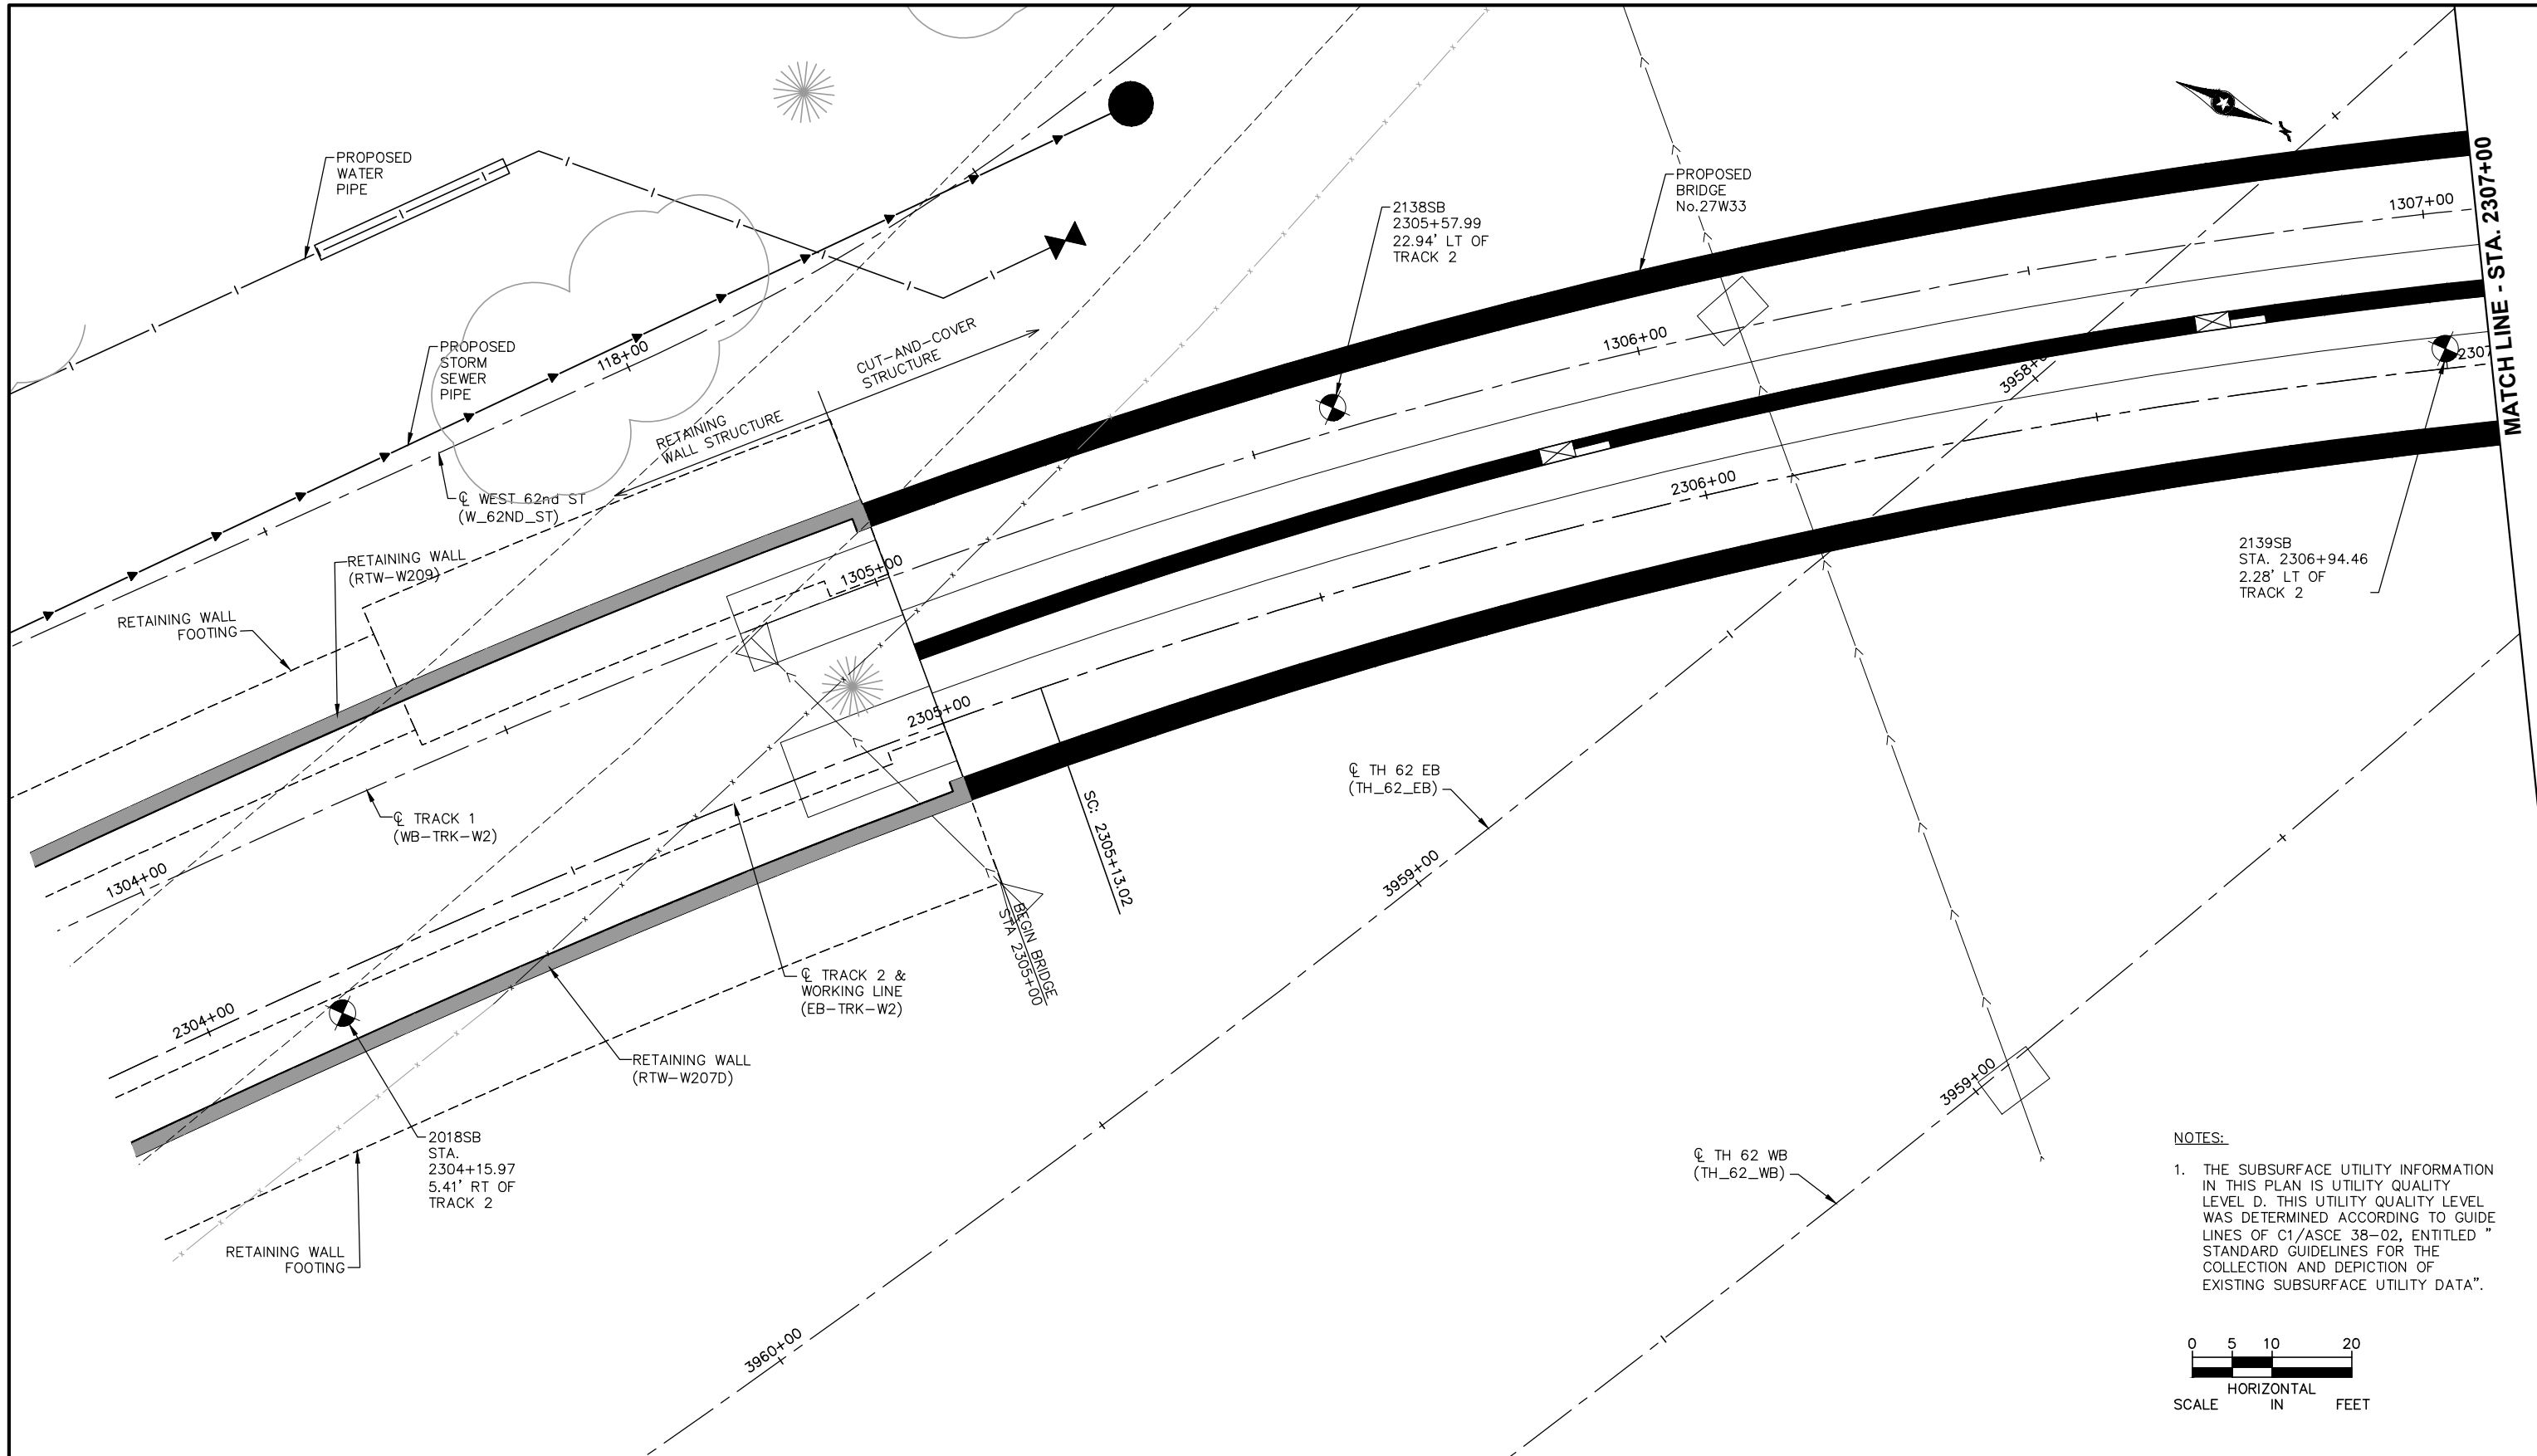 PROPOSED
WATER
PIPE
PROPOSED
STORM
SEWER
PIPE
118+00
℄ WEST 62nd ST
(W_62ND_ST)
RETAINING
WALL STRUCTURE
CUT-AND-COVER
STRUCTURE
2138SB
2305+57.99
22.94' LT OF
TRACK 2
PROPOSED
BRIDGE
No.27W33
N
1307+00
MATCH LINE - STA. 2307+00
1306+00
2307
3958+0
2306+00
2139SB
STA. 2306+94.46
2.28' LT OF
TRACK 2
RETAINING WALL
(RTW-W209)
RETAINING WALL
FOOTING
1305+00
2305+00
℄ TRACK 1
(WB-TRK-W2)
1304+00
SC: 2305+13.02
BEGIN BRIDGE
STA 2305+00
℄ TH 62 EB
(TH_62_EB)
3959+00
℄ TRACK 2 &
WORKING LINE
(EB-TRK-W2)
2304+00
RETAINING WALL
(RTW-W207D)
2018SB
STA.
2304+15.97
5.41' RT OF
TRACK 2
RETAINING WALL
FOOTING
3959+00
℄ TH 62 WB
(TH_62_WB)
3960+00
NOTES:
1. THE SUBSURFACE UTILITY INFORMATION
IN THIS PLAN IS UTILITY QUALITY
LEVEL D. THIS UTILITY QUALITY LEVEL
WAS DETERMINED ACCORDING TO GUIDE
LINES OF C1/ASCE 38-02, ENTITLED "
STANDARD GUIDELINES FOR THE
COLLECTION AND DEPICTION OF
EXISTING SUBSURFACE UTILITY DATA".
0 5 10 20
HORIZONTAL
SCALE IN FEET